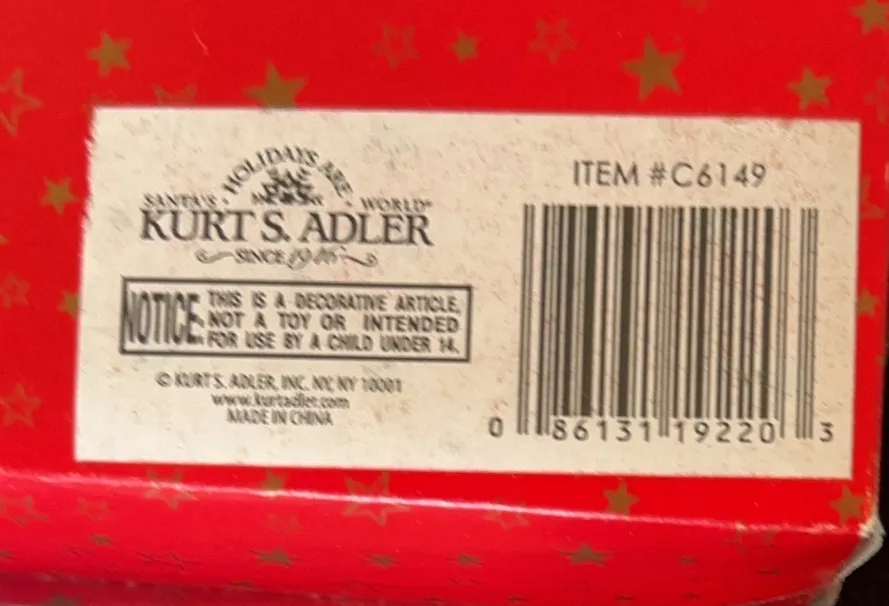 HOLIDAYS ARE
SANTA'S WORLD
KURT S. ADLER
SINCE 1946
NOTICE: THIS IS A DECORATIVE ARTICLE,
NOT A TOY OR INTENDED
FOR USE BY A CHILD UNDER 14.
© KURT S. ADLER, INC. NY, NY 10001
www.kurtadler.com
MADE IN CHINA
ITEM #C6149
0 86131 19220 3